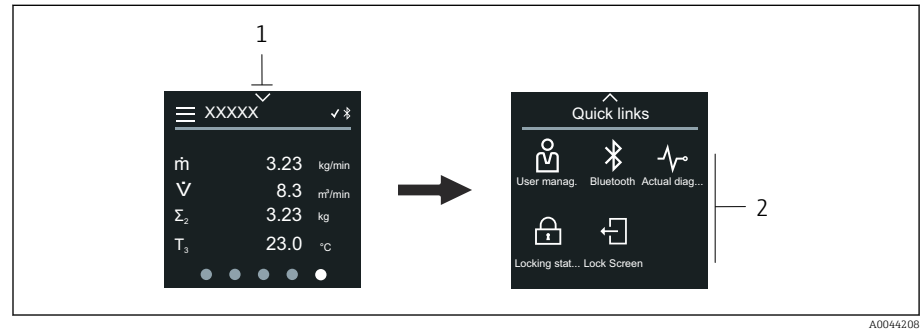 1
XXXXX
ṁ 3.23 kg/min
V̇ 8.3 m³/min
Σ₂ 3.23 kg
T₃ 23.0 °C
Quick links
User manag. Bluetooth Actual diag...
Locking stat... Lock Screen
2
A0044208